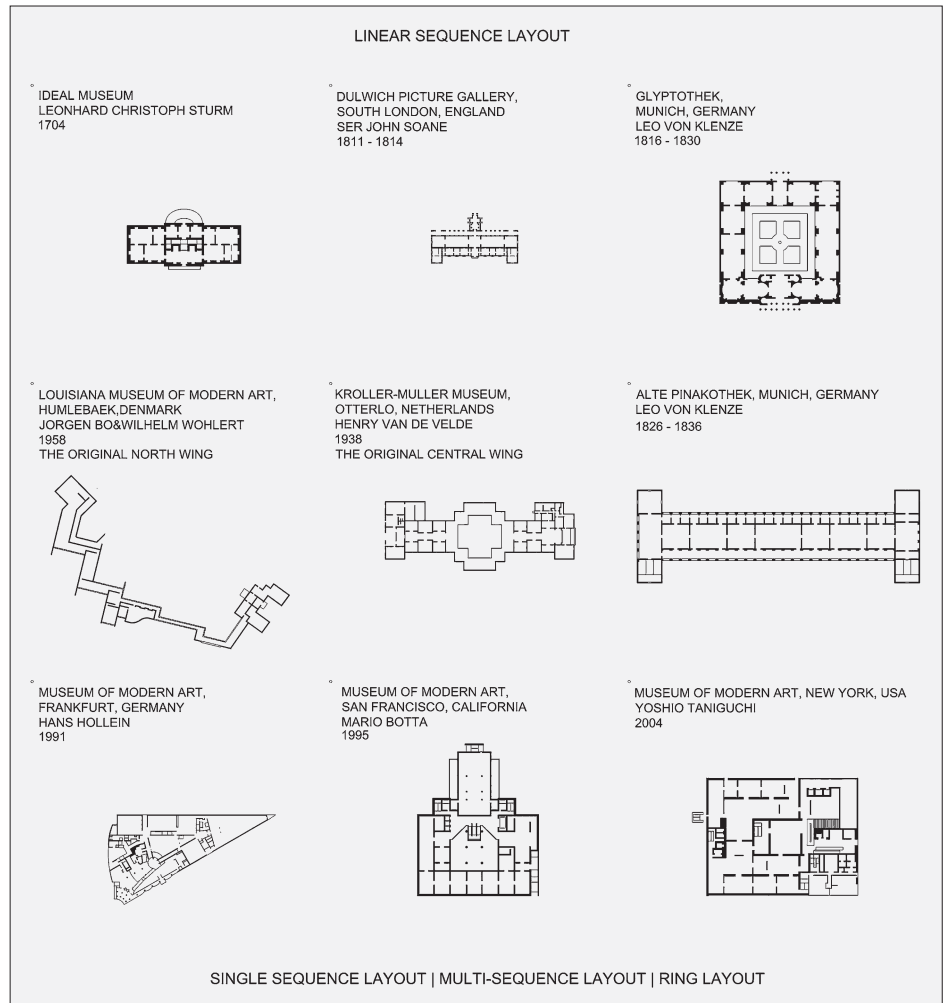 LINEAR SEQUENCE LAYOUT
IDEAL MUSEUM
LEONHARD CHRISTOPH STURM
1704
DULWICH PICTURE GALLERY,
SOUTH LONDON, ENGLAND
SER JOHN SOANE
1811 - 1814
GLYPTOTHEK,
MUNICH, GERMANY
LEO VON KLENZE
1816 - 1830
LOUISIANA MUSEUM OF MODERN ART,
HUMLEBAEK,DENMARK
JORGEN BO&WILHELM WOHLERT
1958
THE ORIGINAL NORTH WING
KROLLER-MULLER MUSEUM,
OTTERLO, NETHERLANDS
HENRY VAN DE VELDE
1938
THE ORIGINAL CENTRAL WING
ALTE PINAKOTHEK, MUNICH, GERMANY
LEO VON KLENZE
1826 - 1836
MUSEUM OF MODERN ART,
FRANKFURT, GERMANY
HANS HOLLEIN
1991
MUSEUM OF MODERN ART,
SAN FRANCISCO, CALIFORNIA
MARIO BOTTA
1995
MUSEUM OF MODERN ART, NEW YORK, USA
YOSHIO TANIGUCHI
2004
SINGLE SEQUENCE LAYOUT | MULTI-SEQUENCE LAYOUT | RING LAYOUT